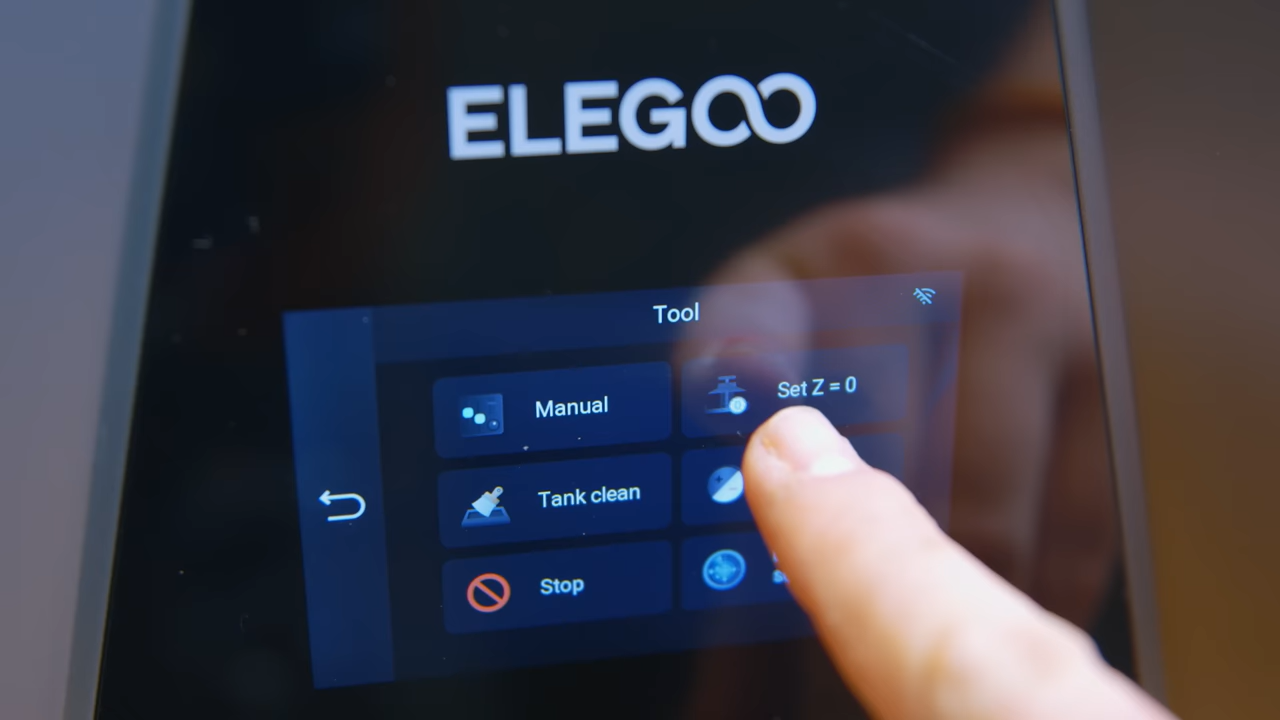 ELEGOO
Tool
Manual
Set Z = 0
Tank clean
Stop